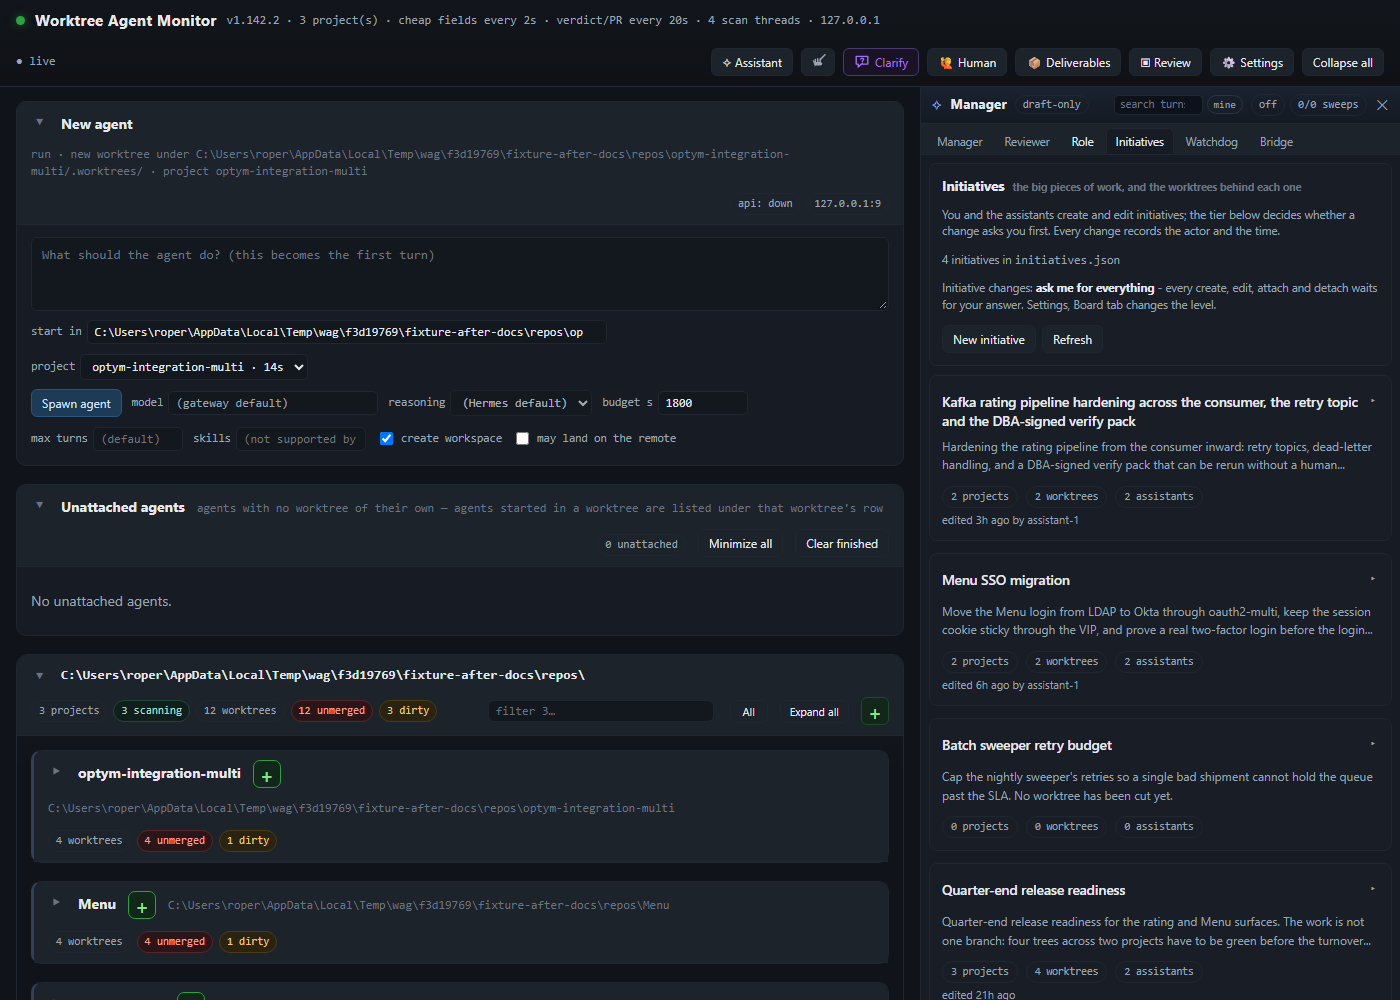 Worktree Agent Monitor v1.142.2 · 3 project(s) · cheap fields every 2s · verdict/PR every 20s · 4 scan threads · 127.0.0.1
live
Assistant
Clarify
Human
Deliverables
Review
Settings
Collapse all
New agent
run · new worktree under C:\Users\roper\AppData\Local\Temp\wag\f3d19769\fixture-after-docs\repos\optym-integration-
multi/.worktrees/ · project optym-integration-multi
api: down 127.0.0.1:9
What should the agent do? (this becomes the first turn)
start in C:\Users\roper\AppData\Local\Temp\wag\f3d19769\fixture-after-docs\repos\op
project optym-integration-multi · 14s
Spawn agent model (gateway default) reasoning (Hermes default) budget s 1800
max turns (default) skills (not supported by create workspace may land on the remote
Unattached agents agents with no worktree of their own — agents started in a worktree are listed under that worktree's row
0 unattached Minimize all Clear finished
No unattached agents.
C:\Users\roper\AppData\Local\Temp\wag\f3d19769\fixture-after-docs\repos\
3 projects 3 scanning 12 worktrees 12 unmerged 3 dirty filter 3… All Expand all +
optym-integration-multi +
C:\Users\roper\AppData\Local\Temp\wag\f3d19769\fixture-after-docs\repos\optym-integration-multi
4 worktrees 4 unmerged 1 dirty
Menu + C:\Users\roper\AppData\Local\Temp\wag\f3d19769\fixture-after-docs\repos\Menu
4 worktrees 4 unmerged 1 dirty
Manager draft-only search turn: mine off 0/0 sweeps
Manager Reviewer Role Initiatives Watchdog Bridge
Initiatives the big pieces of work, and the worktrees behind each one
You and the assistants create and edit initiatives; the tier below decides whether a
change asks you first. Every change records the actor and the time.
4 initiatives in initiatives.json
Initiative changes: ask me for everything - every create, edit, attach and detach waits
for your answer. Settings, Board tab changes the level.
New initiative Refresh
Kafka rating pipeline hardening across the consumer, the retry topic
and the DBA-signed verify pack
Hardening the rating pipeline from the consumer inward: retry topics, dead-letter
handling, and a DBA-signed verify pack that can be rerun without a human…
2 projects 2 worktrees 2 assistants
edited 3h ago by assistant-1
Menu SSO migration
Move the Menu login from LDAP to Okta through oauth2-multi, keep the session
cookie sticky through the VIP, and prove a real two-factor login before the login…
2 projects 2 worktrees 2 assistants
edited 6h ago by assistant-1
Batch sweeper retry budget
Cap the nightly sweeper's retries so a single bad shipment cannot hold the queue
past the SLA. No worktree has been cut yet.
0 projects 0 worktrees 0 assistants
Quarter-end release readiness
Quarter-end release readiness for the rating and Menu surfaces. The work is not
one branch: four trees across two projects have to be green before the turnover…
3 projects 4 worktrees 2 assistants
edited 21h ago